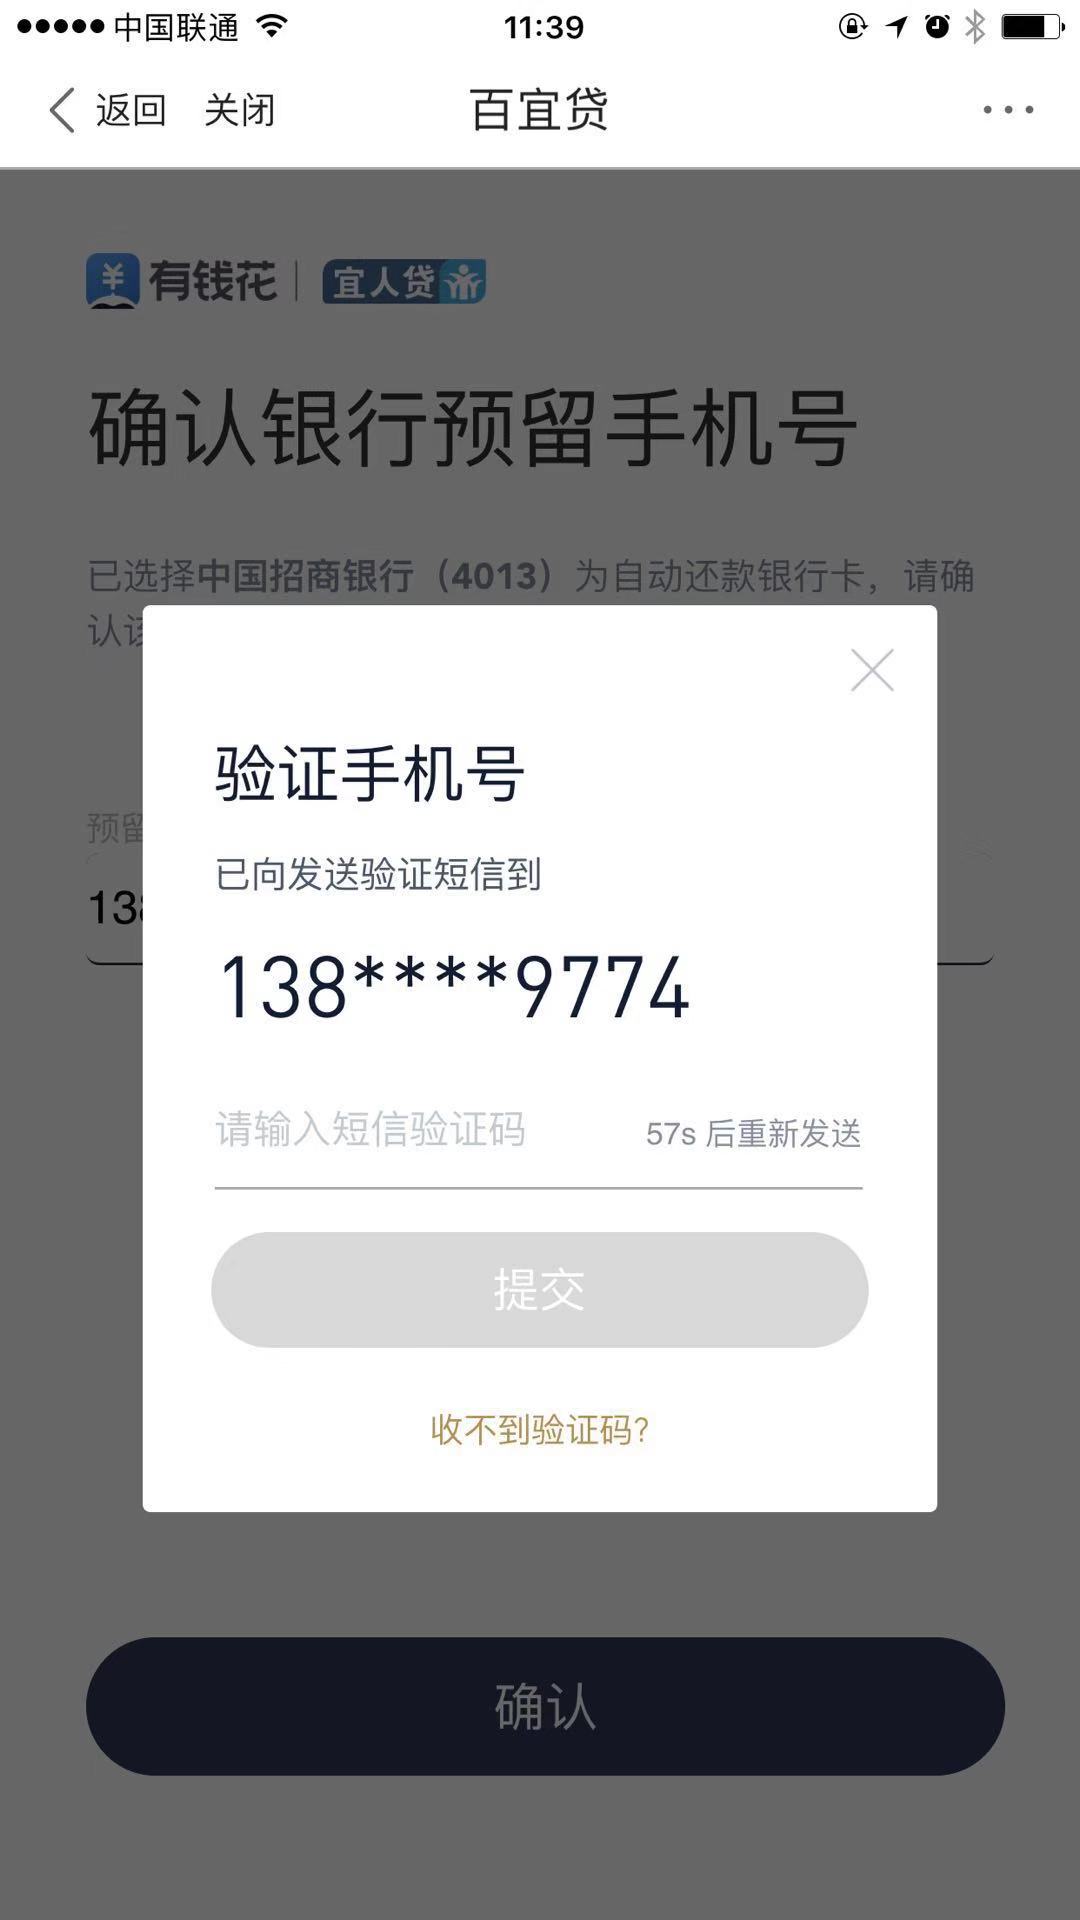 中国联通 11:39
返回 关闭 百宜贷
有钱花 宜人贷
确认银行预留手机号
已选择中国招商银行（4013）为自动还款银行卡，请确
认该
预留
138
验证手机号
已向发送验证短信到
138****9774
请输入短信验证码 57s 后重新发送
提交
收不到验证码?
确认